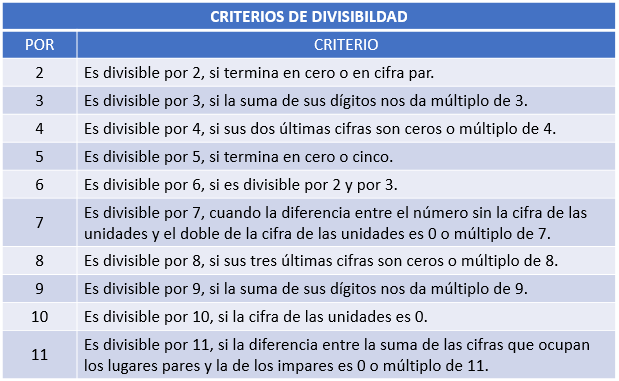 CRITERIOS DE DIVISIBILDAD
POR CRITERIO
2 Es divisible por 2, si termina en cero o en cifra par.
3 Es divisible por 3, si la suma de sus dígitos nos da múltiplo de 3.
4 Es divisible por 4, si sus dos últimas cifras son ceros o múltiplo de 4.
5 Es divisible por 5, si termina en cero o cinco.
6 Es divisible por 6, si es divisible por 2 y por 3.
7 Es divisible por 7, cuando la diferencia entre el número sin la cifra de las
unidades y el doble de la cifra de las unidades es 0 o múltiplo de 7.
8 Es divisible por 8, si sus tres últimas cifras son ceros o múltiplo de 8.
9 Es divisible por 9, si la suma de sus dígitos nos da múltiplo de 9.
10 Es divisible por 10, si la cifra de las unidades es 0.
11 Es divisible por 11, si la diferencia entre la suma de las cifras que ocupan
los lugares pares y la de los impares es 0 o múltiplo de 11.